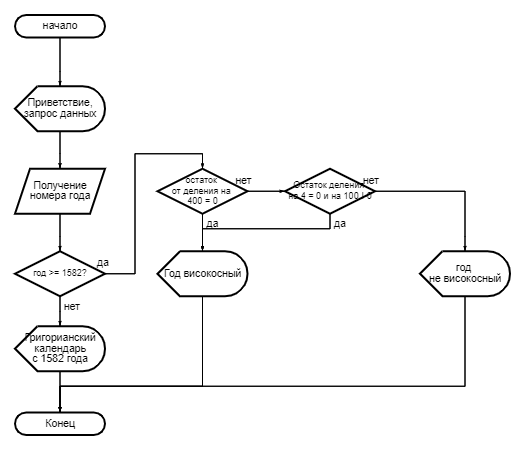 начало
Приветствие,
запрос данных
Получение
номера года
год >= 1582?
да
нет
Григорианский
календарь
с 1582 года
остаток
от деления на
400 = 0
нет
да
Остаток деления
на 4 = 0 и на 100
нет
да
Год високосный
год
не високосный
Конец